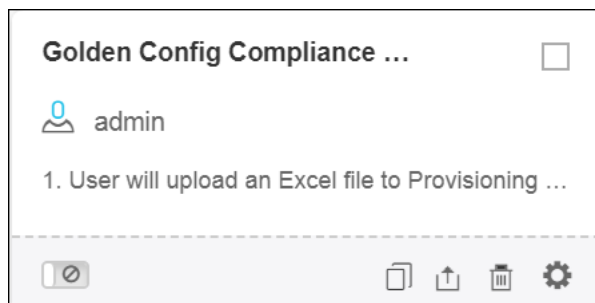 Golden Config Compliance ...
admin
1. User will upload an Excel file to Provisioning ...